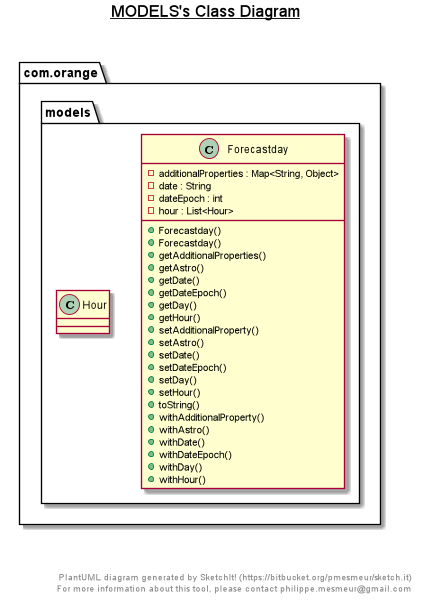 MODELS's Class Diagram
com.orange
models
C Forecastday
additionalProperties : Map<String, Object>
date : String
dateEpoch : int
hour : List<Hour>
Forecastday()
Forecastday()
getAdditionalProperties()
getAstro()
getDate()
getDateEpoch()
getDay()
getHour()
setAdditionalProperty()
setAstro()
setDate()
setDateEpoch()
setDay()
setHour()
toString()
withAdditionalProperty()
withAstro()
withDate()
withDateEpoch()
withDay()
withHour()
C Hour
PlantUML diagram generated by SketchIt! (https://bitbucket.org/pmesmeur/sketch.it)
For more information about this tool, please contact philippe.mesmeur@gmail.com